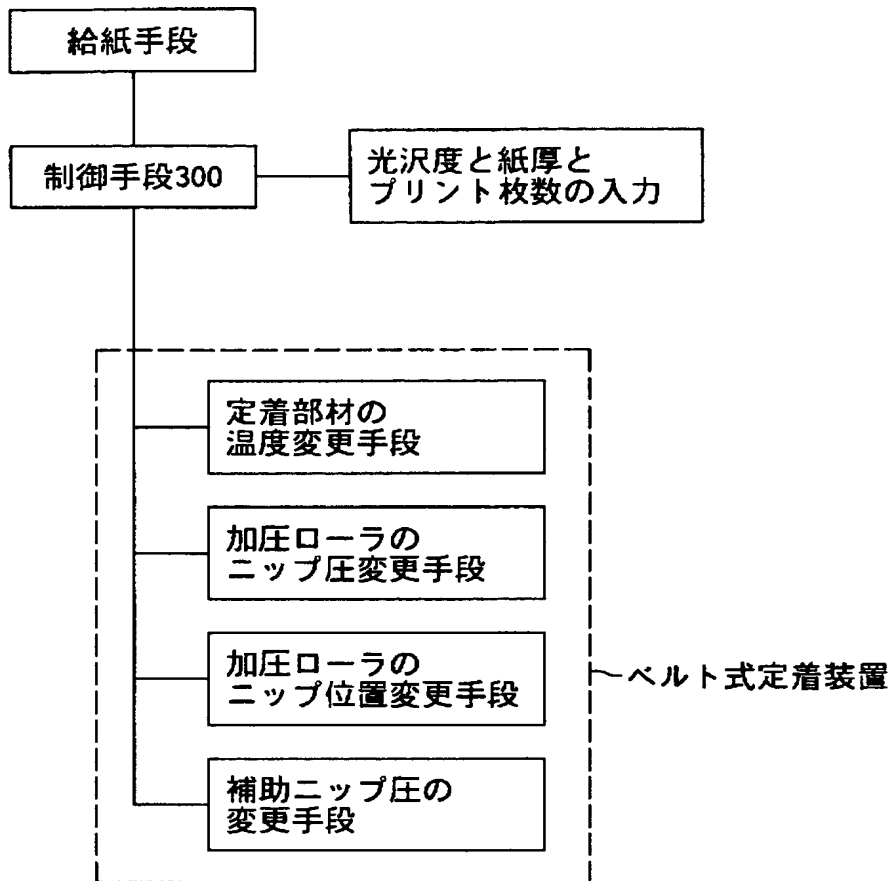 給紙手段
制御手段300
光沢度と紙厚と
プリント枚数の入力
定着部材の
温度変更手段
加圧ローラの
ニップ圧変更手段
加圧ローラの
ニップ位置変更手段
ベルト式定着装置
補助ニップ圧の
変更手段